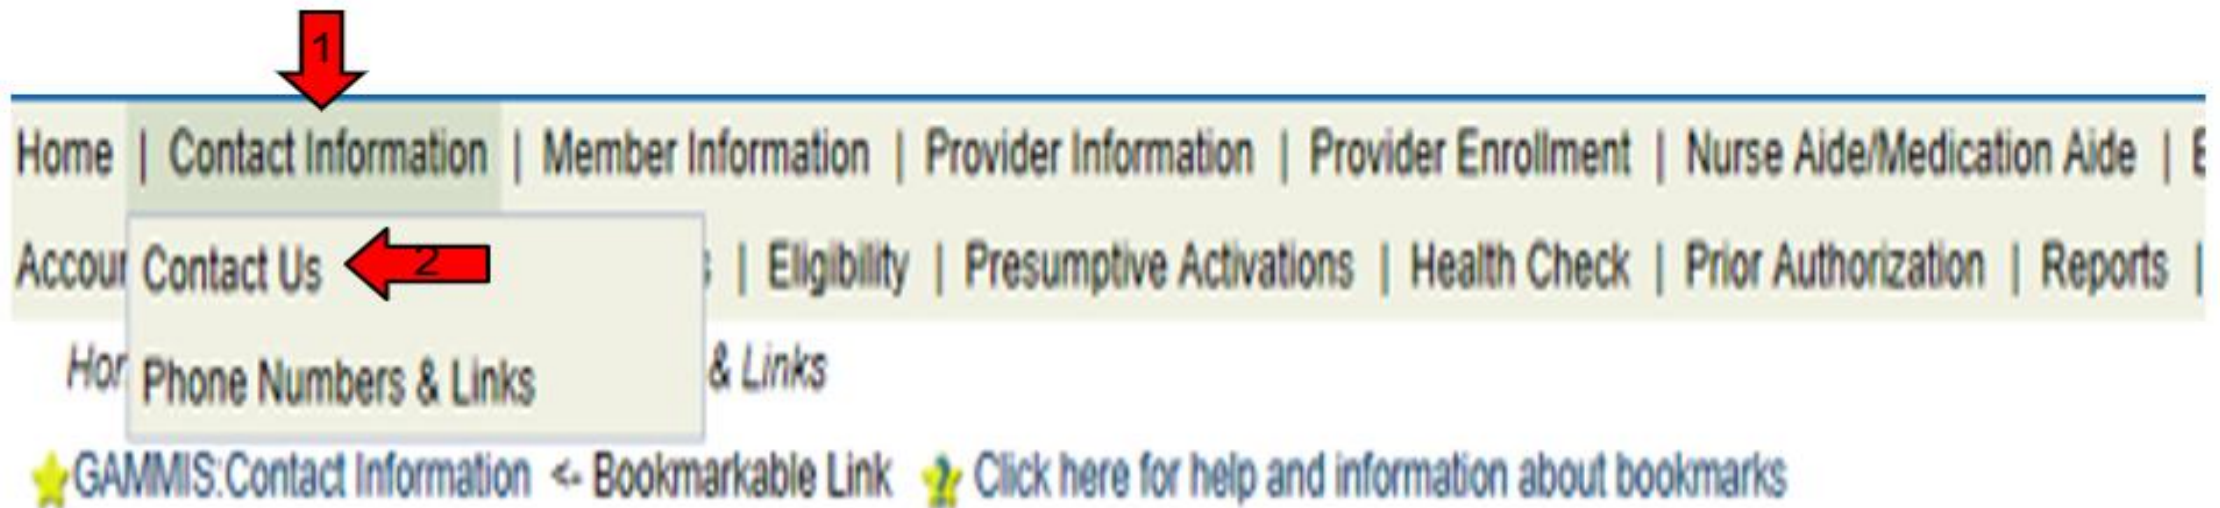 1
Home | Contact Information | Member Information | Provider Information | Provider Enrollment | Nurse Aide/Medication Aide |
| Eligibility | Presumptive Activations | Health Check | Prior Authorization | Reports |
Contact Us 2
& Links
Phone Numbers & Links
GAMMIS:Contact Information <- Bookmarkable Link ? Click here for help and information about bookmarks